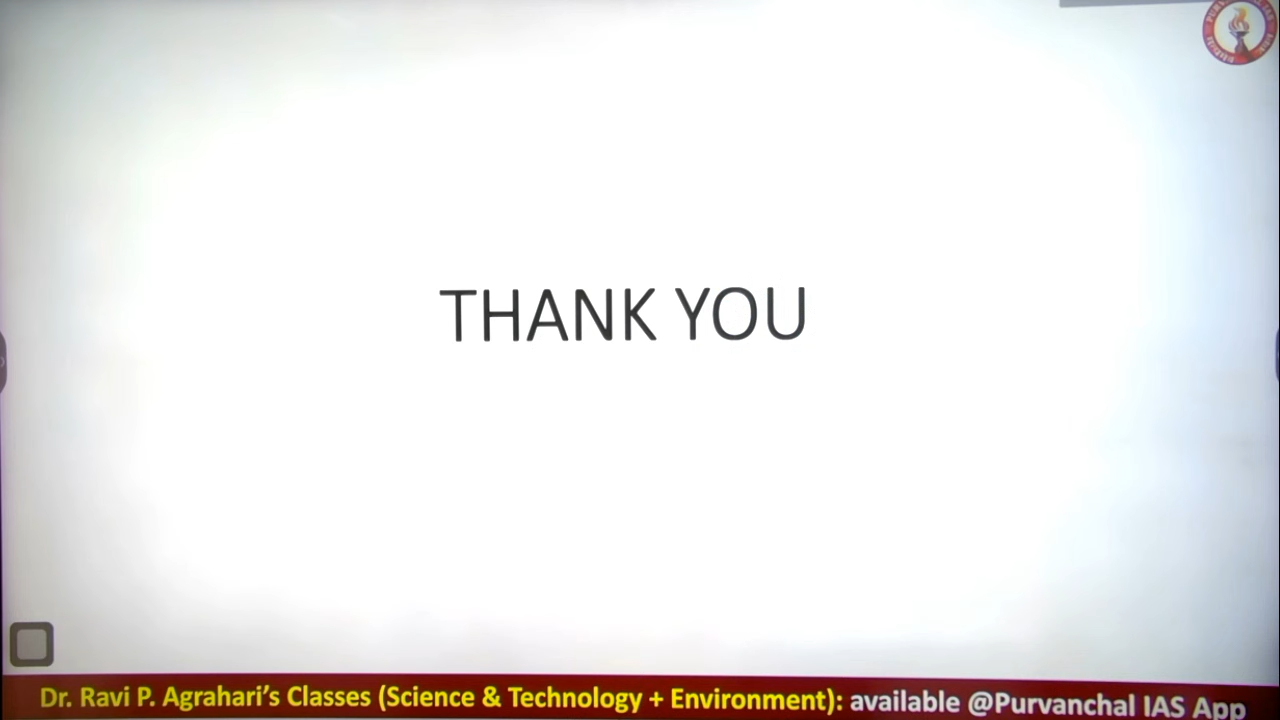 THANK YOU
Dr. Ravi P. Agrahari's Classes (Science & Technology + Environment): available @Purvanchal IAS App